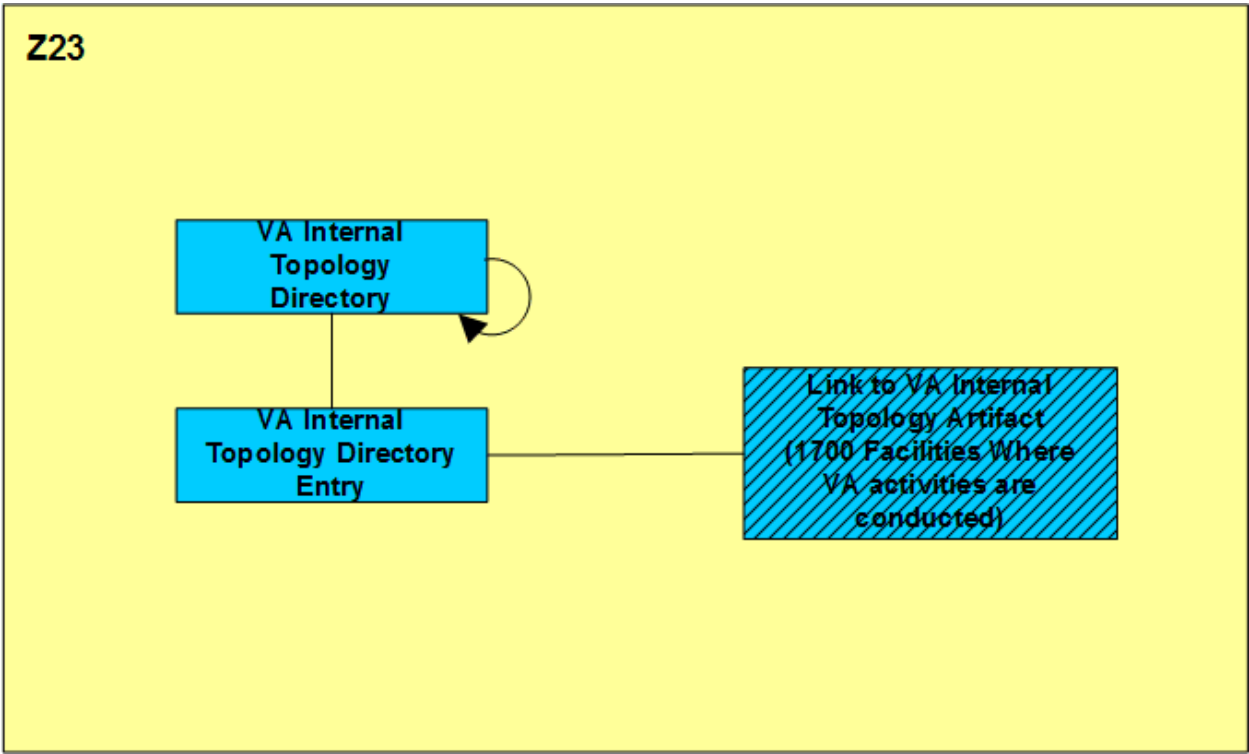 Z23
VA Internal
Topology
Directory
VA Internal
Topology Directory
Entry
Link to VA Internal
Topology Artifact
(1700 Facilities Where
VA activities are
conducted)